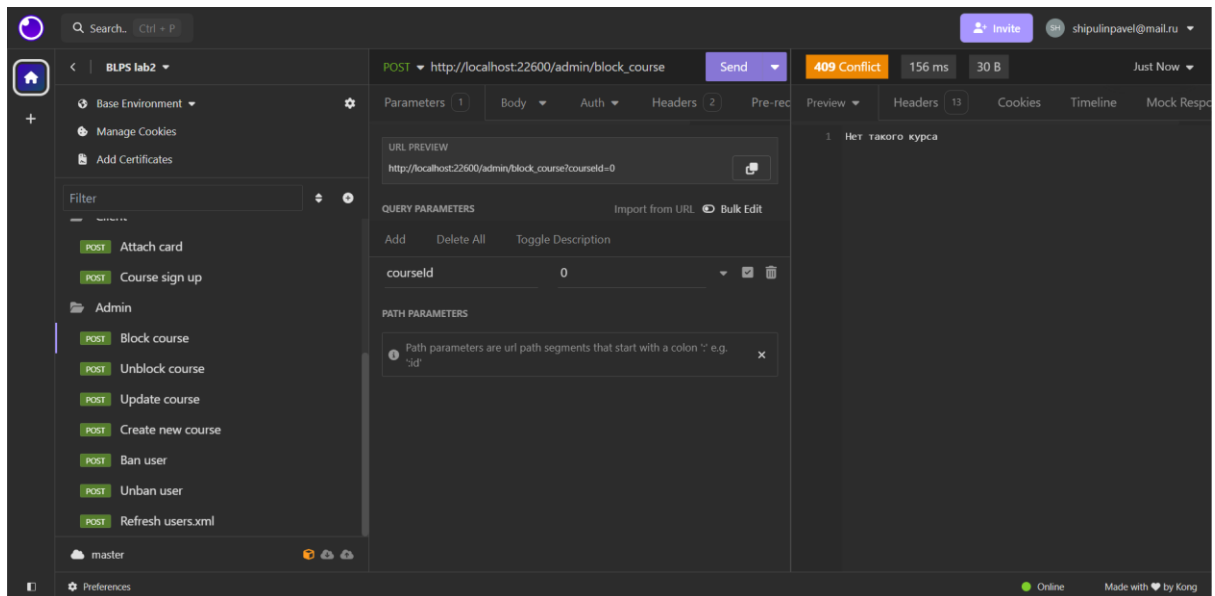 Search.. Ctrl + P
Invite
SH shipulinpavel@mail.ru
BLPS lab2
Base Environment
Manage Cookies
Add Certificates
Filter
Client
POST Attach card
POST Course sign up
Admin
POST Block course
POST Unblock course
POST Update course
POST Create new course
POST Ban user
POST Unban user
POST Refresh users.xml
master
Preferences
POST http://localhost:22600/admin/block_course Send
Parameters 1 Body Auth Headers 2 Pre-rec
URL PREVIEW
http://localhost:22600/admin/block_course?courseId=0
QUERY PARAMETERS Import from URL Bulk Edit
Add Delete All Toggle Description
courseId 0
PATH PARAMETERS
Path parameters are url path segments that start with a colon ':' e.g.
':id'
409 Conflict 156 ms 30 B Just Now
Preview Headers 13 Cookies Timeline Mock Respo
1 Нет такого курса
Online Made with ♥ by Kong